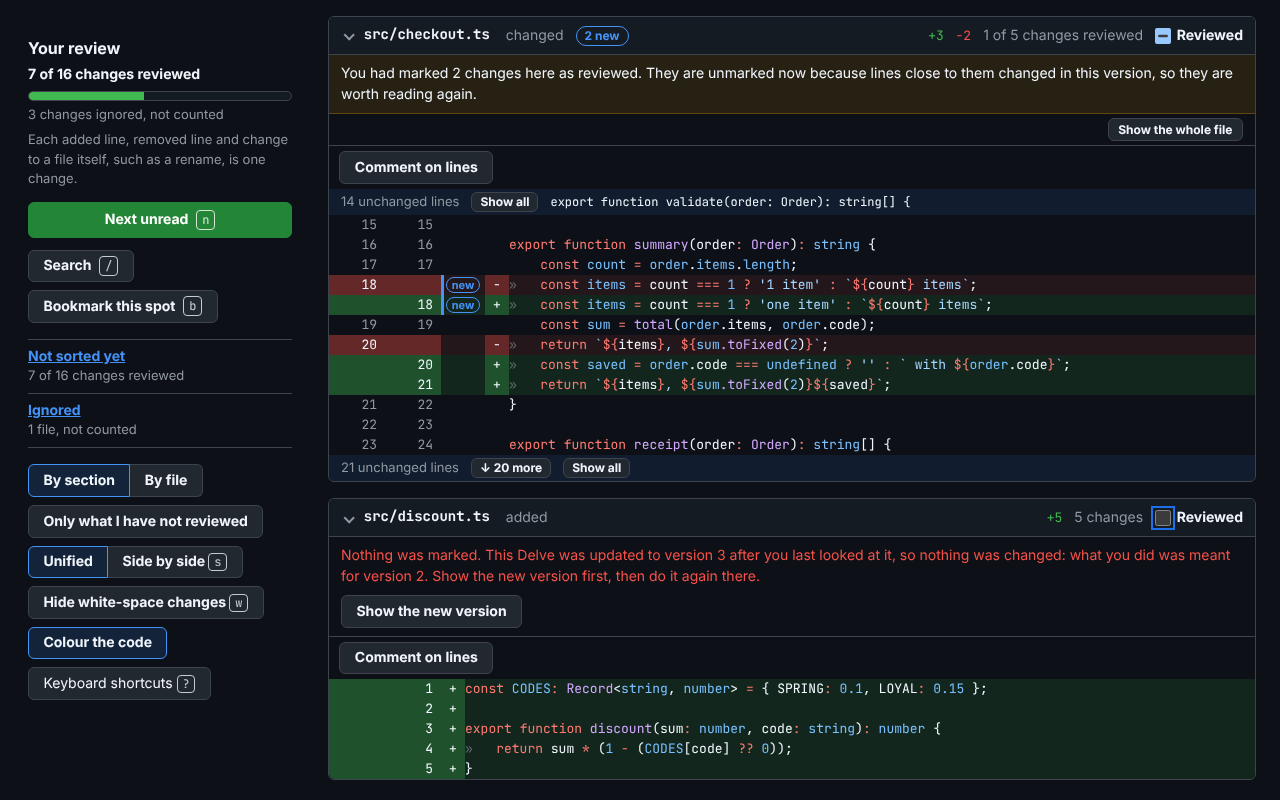 Your review
7 of 16 changes reviewed
3 changes ignored, not counted
Each added line, removed line and change
to a file itself, such as a rename, is one
change.
Next unread n
Search /
Bookmark this spot b
Not sorted yet
7 of 16 changes reviewed
Ignored
1 file, not counted
By section By file
Only what I have not reviewed
Unified Side by side s
Hide white-space changes w
Colour the code
Keyboard shortcuts ?
src/checkout.ts changed 2 new +3 -2 1 of 5 changes reviewed Reviewed
You had marked 2 changes here as reviewed. They are unmarked now because lines close to them changed in this version, so they are
worth reading again.
Show the whole file
Comment on lines
14 unchanged lines Show all export function validate(order: Order): string[] {
15 15
16 16 export function summary(order: Order): string {
17 17 const count = order.items.length;
18 new - » const items = count === 1 ? '1 item' : `${count} items`;
18 new + » const items = count === 1 ? 'one item' : `${count} items`;
19 19 const sum = total(order.items, order.code);
20 - » return `${items}, ${sum.toFixed(2)}`;
20 + » const saved = order.code === undefined ? '' : ` with ${order.code}`;
21 + » return `${items}, ${sum.toFixed(2)}${saved}`;
21 22 }
22 23
23 24 export function receipt(order: Order): string[] {
21 unchanged lines ↓ 20 more Show all
src/discount.ts added +5 5 changes Reviewed
Nothing was marked. This Delve was updated to version 3 after you last looked at it, so nothing was changed: what you did was meant
for version 2. Show the new version first, then do it again there.
Show the new version
Comment on lines
1 + const CODES: Record<string, number> = { SPRING: 0.1, LOYAL: 0.15 };
2 +
3 + export function discount(sum: number, code: string): number {
4 + » return sum * (1 - (CODES[code] ?? 0));
5 + }